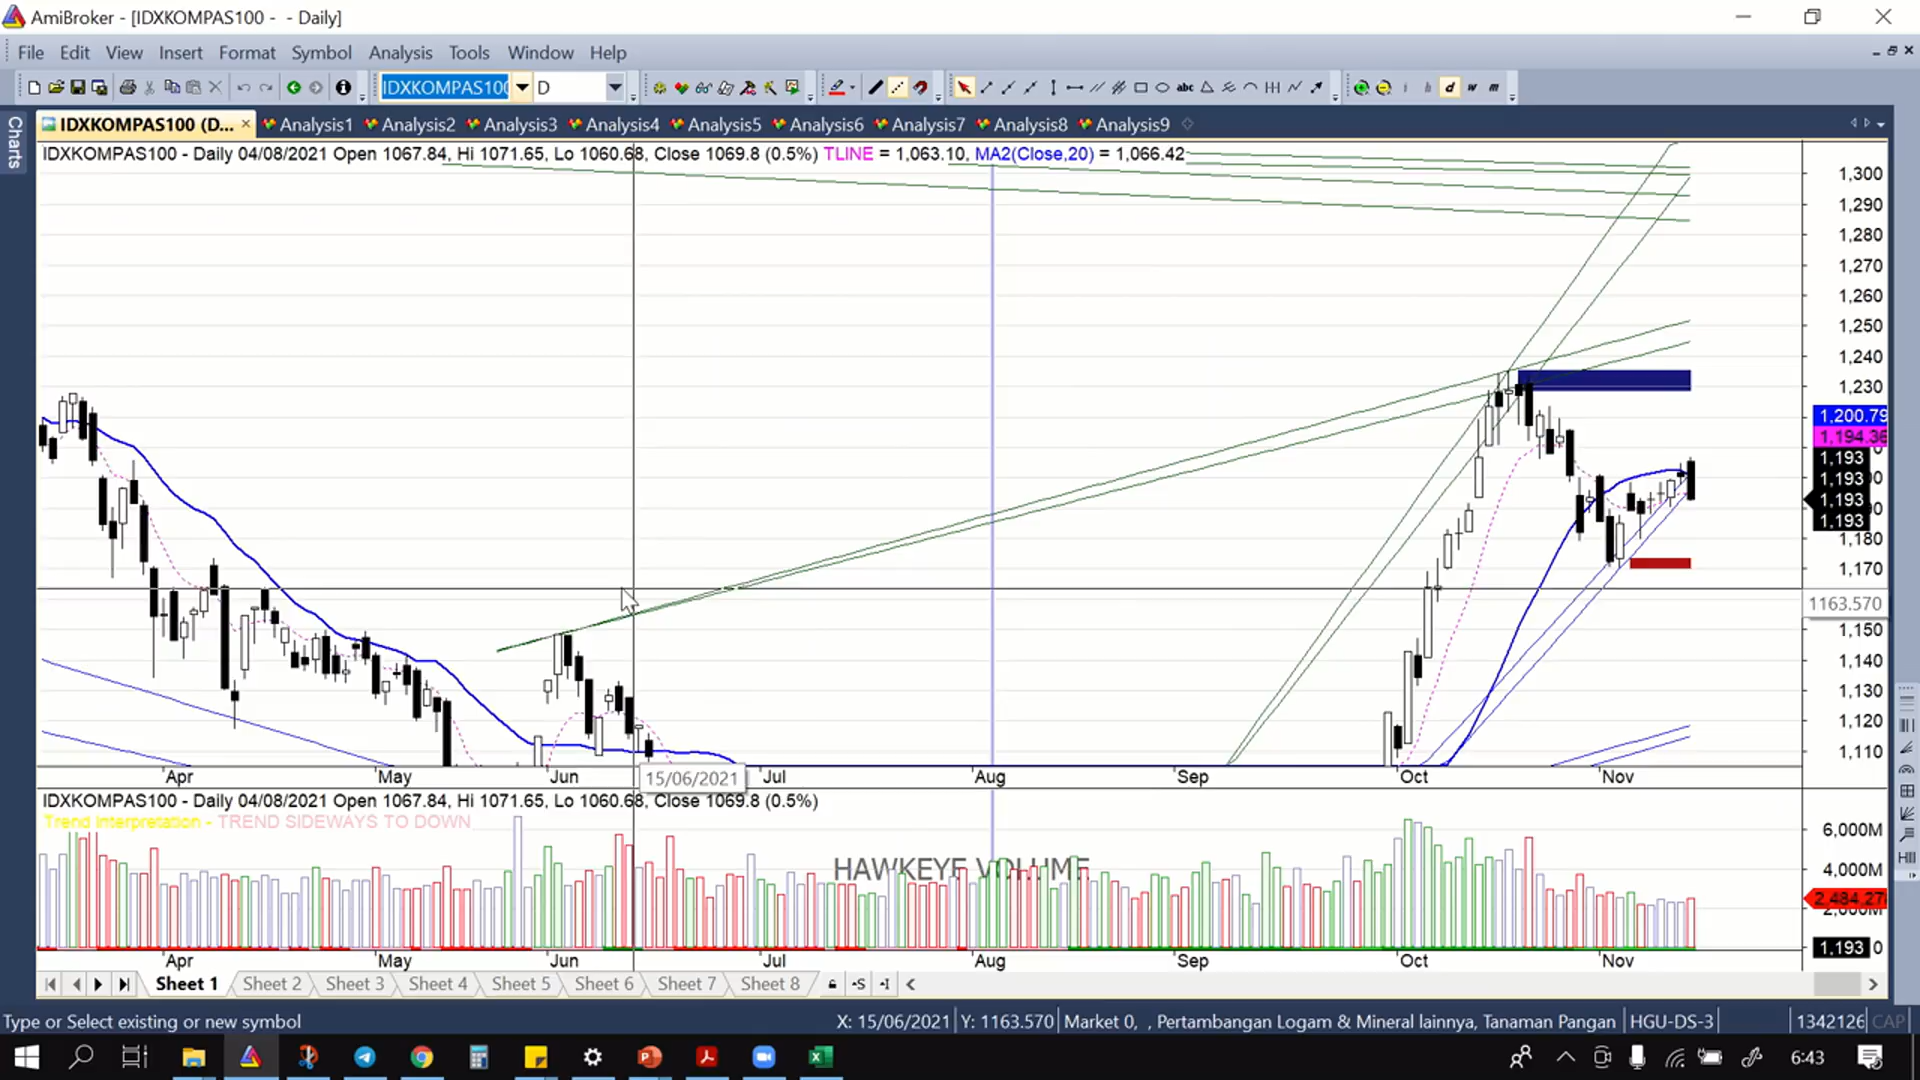 AmiBroker - [IDXKOMPAS100 - - Daily]
File Edit View Insert Format Symbol Analysis Tools Window Help
IDXKOMPAS100 D
abc d w m
Charts
IDXKOMPAS100 (D... Analysis1 Analysis2 Analysis3 Analysis4 Analysis5 Analysis6 Analysis7 Analysis8 Analysis9
IDXKOMPAS100 - Daily 04/08/2021 Open 1067.84, Hi 1071.65, Lo 1060.68, Close 1069.8 (0.5%) TLINE = 1,063.10, MA2(Close,20) = 1,066.42
1,300
1,290
1,280
1,270
1,260
1,250
1,240
1,230
1,200.79
1,194.36
1,193
1,193
1,193
1,193
1,180
1,170
1163.570
1,150
1,140
1,130
1,120
1,110
Apr May Jun 15/06/2021 Jul Aug Sep Oct Nov
IDXKOMPAS100 - Daily 04/08/2021 Open 1067.84, Hi 1071.65, Lo 1060.68, Close 1069.8 (0.5%)
Trend Interpretation - TREND SIDEWAYS TO DOWN
HAWKEYE VOLUME
6,000M
4,000M
2,484.27
2,000M
1,193 0
Apr May Jun Jul Aug Sep Oct Nov
Sheet 1 Sheet 2 Sheet 3 Sheet 4 Sheet 5 Sheet 6 Sheet 7 Sheet 8
Type or Select existing or new symbol X: 15/06/2021 Y: 1163.570 Market 0, , Pertambangan Logam & Mineral lainnya, Tanaman Pangan HGU-DS-3 1342126 CAP
6:43